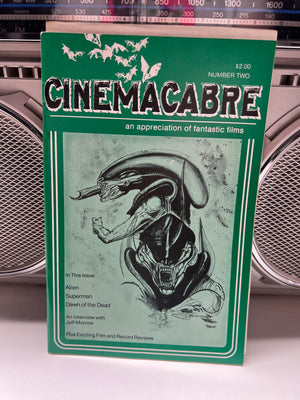 $2.00
NUMBER TWO
CINEMACABRE
an appreciation of fantastic films
In This Issue:
Alien
Superman
Dawn of the Dead
An Interview with
Jeff Morrow
Plus Exciting Film and Record Reviews